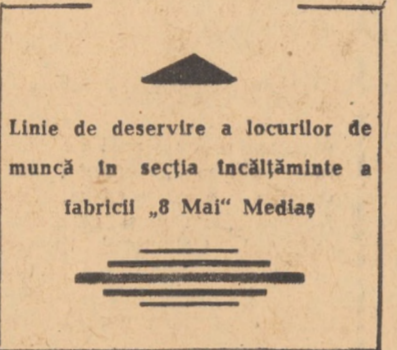 Linie de deservire a locurilor de
muncă în secția încălțăminte a
fabricii „8 Mai“ Mediaș